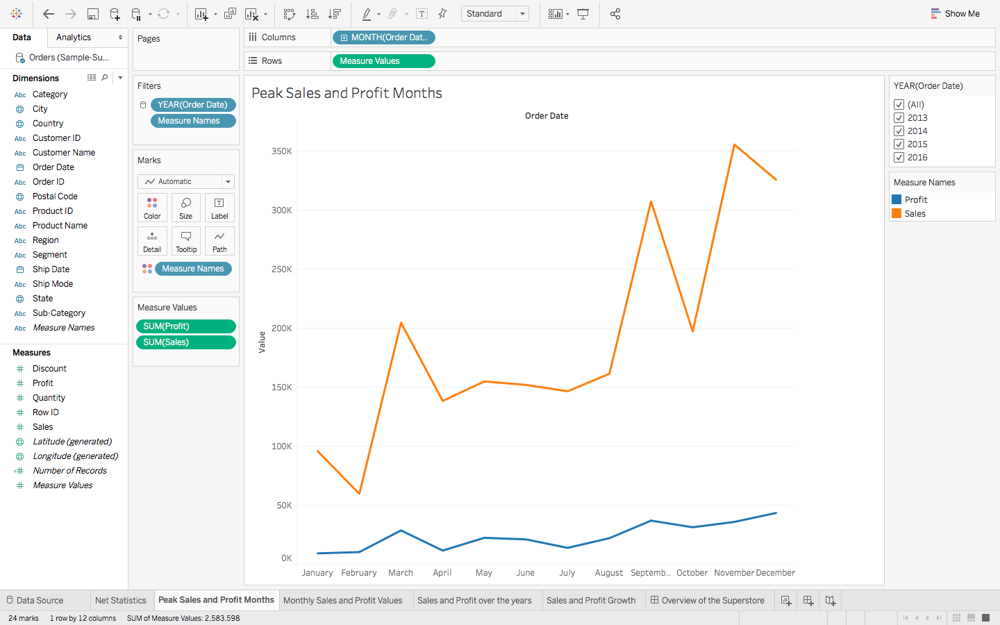 Standard
Show Me
Data
Analytics
Pages
Columns
MONTH(Order Dat..
Rows
Measure Values
Orders (Sample-Su...
Dimensions
Abc Category
City
Country
Abc Customer ID
Abc Customer Name
Order Date
Abc Order ID
Postal Code
Abc Product ID
Abc Product Name
Abc Region
Abc Segment
Ship Date
Abc Ship Mode
State
Abc Sub-Category
Abc Measure Names
Measures
Discount
Profit
Quantity
Row ID
Sales
Latitude (generated)
Longitude (generated)
Number of Records
Measure Values
Filters
YEAR(Order Date)
Measure Names
Marks
Automatic
Color
Size
Label
Detail
Tooltip
Path
Measure Names
Measure Values
SUM(Profit)
SUM(Sales)
Peak Sales and Profit Months
Order Date
350K
300K
250K
200K
150K
100K
50K
0K
Value
January February March April May June July August Septemb.. October November December
YEAR(Order Date)
(All)
2013
2014
2015
2016
Measure Names
Profit
Sales
Data Source
Net Statistics
Peak Sales and Profit Months
Monthly Sales and Profit Values
Sales and Profit over the years
Sales and Profit Growth
Overview of the Superstore
24 marks
1 row by 12 columns
SUM of Measure Values: 2,583,598